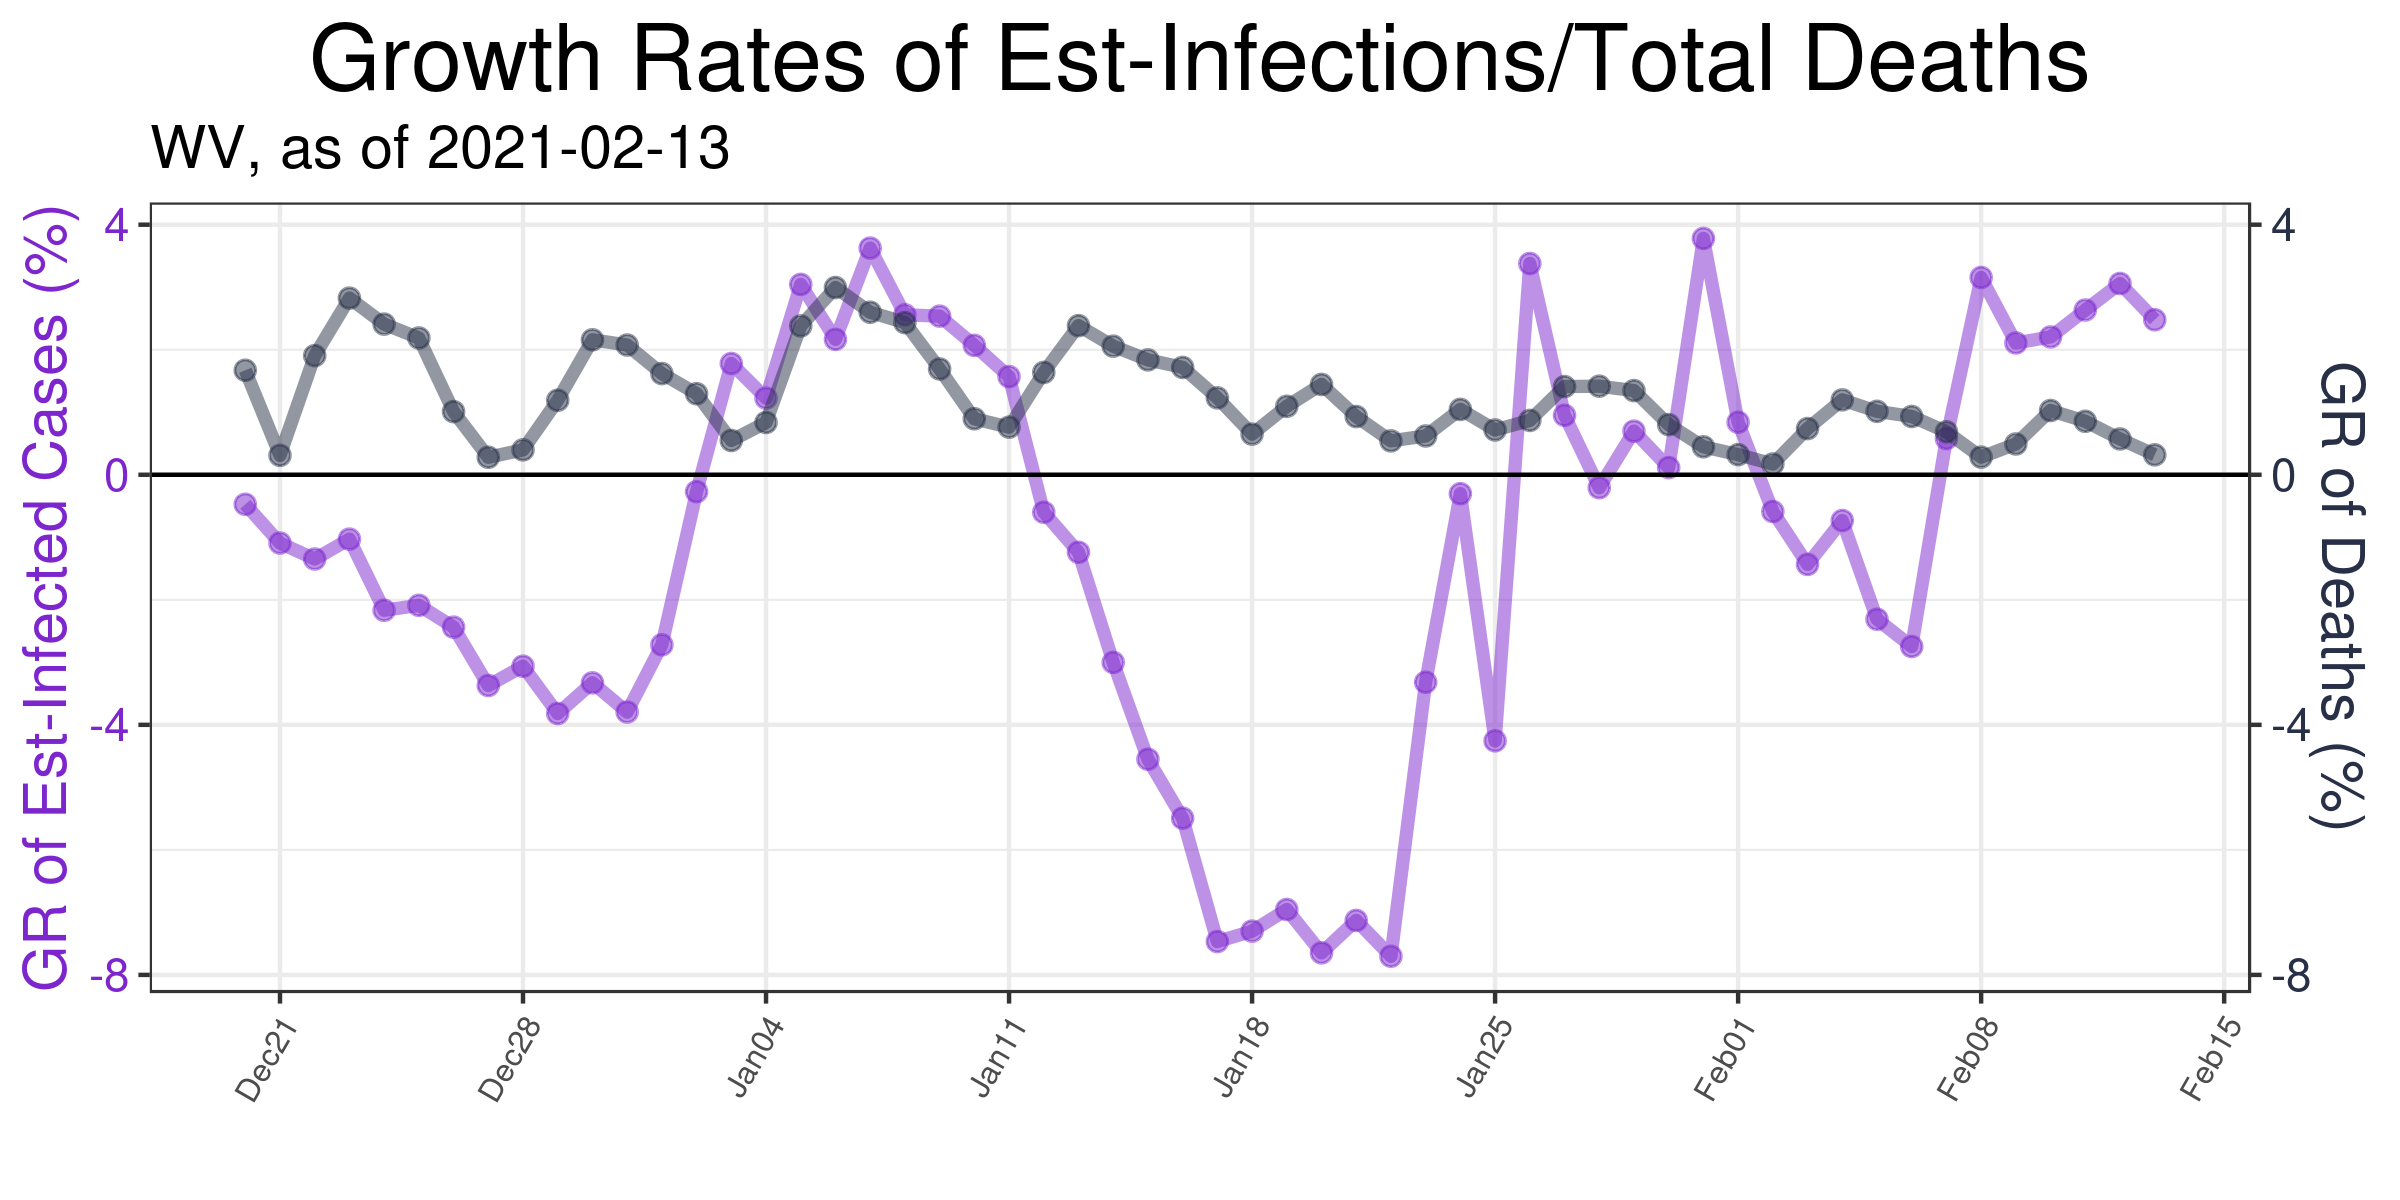 Growth Rates of Est-Infections/Total Deaths
WV, as of 2021-02-13
GR of Est-Infected Cases (%)
4
0
-4
-8
4
0
-4
-8
GR of Deaths (%)
Dec21
Dec28
Jan04
Jan11
Jan18
Jan25
Feb01
Feb08
Feb15